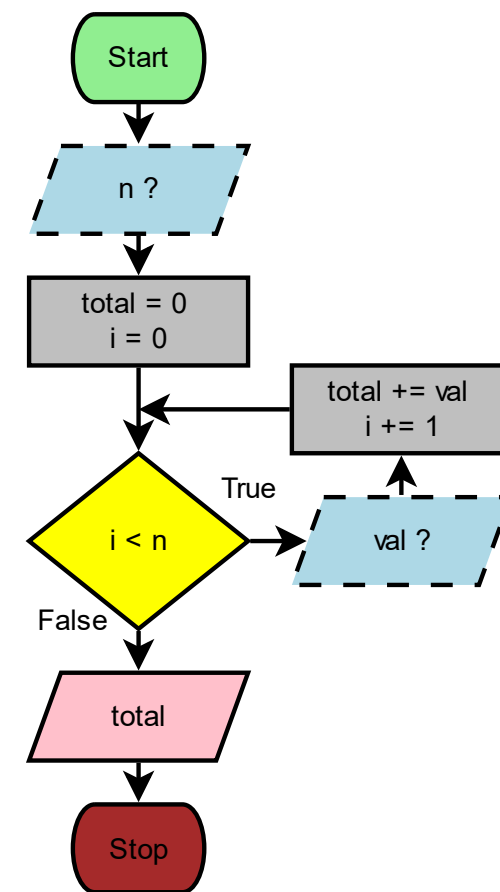 Start
n ?
total = 0
i = 0
total += val
i += 1
True
i < n
val ?
False
total
Stop